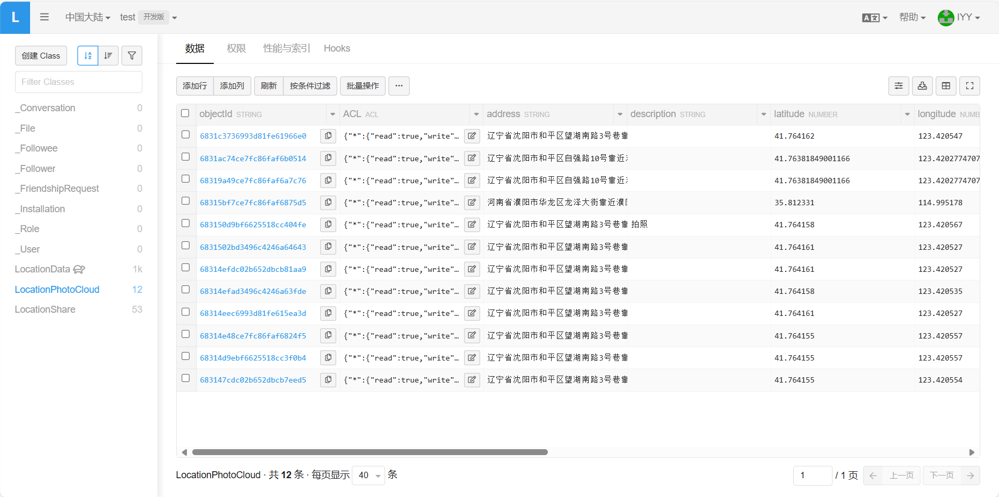 L
中国大陆 test 开发版
帮助 IYY
创建 Class
Filter Classes
_Conversation 0
_File 0
_Followee 0
_Follower 0
_FriendshipRequest 0
_Installation 0
_Role 0
_User 0
LocationData 1k
LocationPhotoCloud 12
LocationShare 53
数据 权限 性能与索引 Hooks
添加行 添加列 刷新 按条件过滤 批量操作 ···
objectId STRING ACL ACL address STRING description STRING latitude NUMBER longitude NUMB
6831c3736993d81fe61966e0 {"*":{"read":true,"write"… 辽宁省沈阳市和平区望湖南路3号巷靠 41.764162 123.420547
6831ac74ce7fc86faf6b0514 {"*":{"read":true,"write"… 辽宁省沈阳市和平区自强路10号靠近 41.76381849001166 123.4202774707
68319a49ce7fc86faf6a7c76 {"*":{"read":true,"write"… 辽宁省沈阳市和平区自强路10号靠近 41.76381849001166 123.4202774707
68315bf7ce7fc86faf6875d5 {"*":{"read":true,"write"… 河南省濮阳市华龙区龙泽大街靠近濮 35.812331 114.995178
683150d9bf6625518cc404fe {"*":{"read":true,"write"… 辽宁省沈阳市和平区望湖南路3号巷靠 拍照 41.764158 123.420567
6831502bd3496c4246a64643 {"*":{"read":true,"write"… 辽宁省沈阳市和平区望湖南路3号巷靠 41.764161 123.420527
68314efdc02b652dbcb81aa9 {"*":{"read":true,"write"… 辽宁省沈阳市和平区望湖南路3号巷靠 41.764161 123.420527
68314efad3496c4246a63fde {"*":{"read":true,"write"… 辽宁省沈阳市和平区望湖南路3号巷靠 41.764158 123.420535
68314eec6993d81fe615ea3d {"*":{"read":true,"write"… 辽宁省沈阳市和平区望湖南路3号巷靠 41.764161 123.420527
68314e48ce7fc86faf6824f5 {"*":{"read":true,"write"… 辽宁省沈阳市和平区望湖南路3号巷靠 41.764155 123.420557
68314d9ebf6625518cc3f0b4 {"*":{"read":true,"write"… 辽宁省沈阳市和平区望湖南路3号巷靠 41.764155 123.420557
683147cdc02b652dbcb7eed5 {"*":{"read":true,"write"… 辽宁省沈阳市和平区望湖南路3号巷靠 41.764155 123.420554
LocationPhotoCloud · 共 12 条 · 每页显示 40 条
1 / 1 页 上一页 下一页